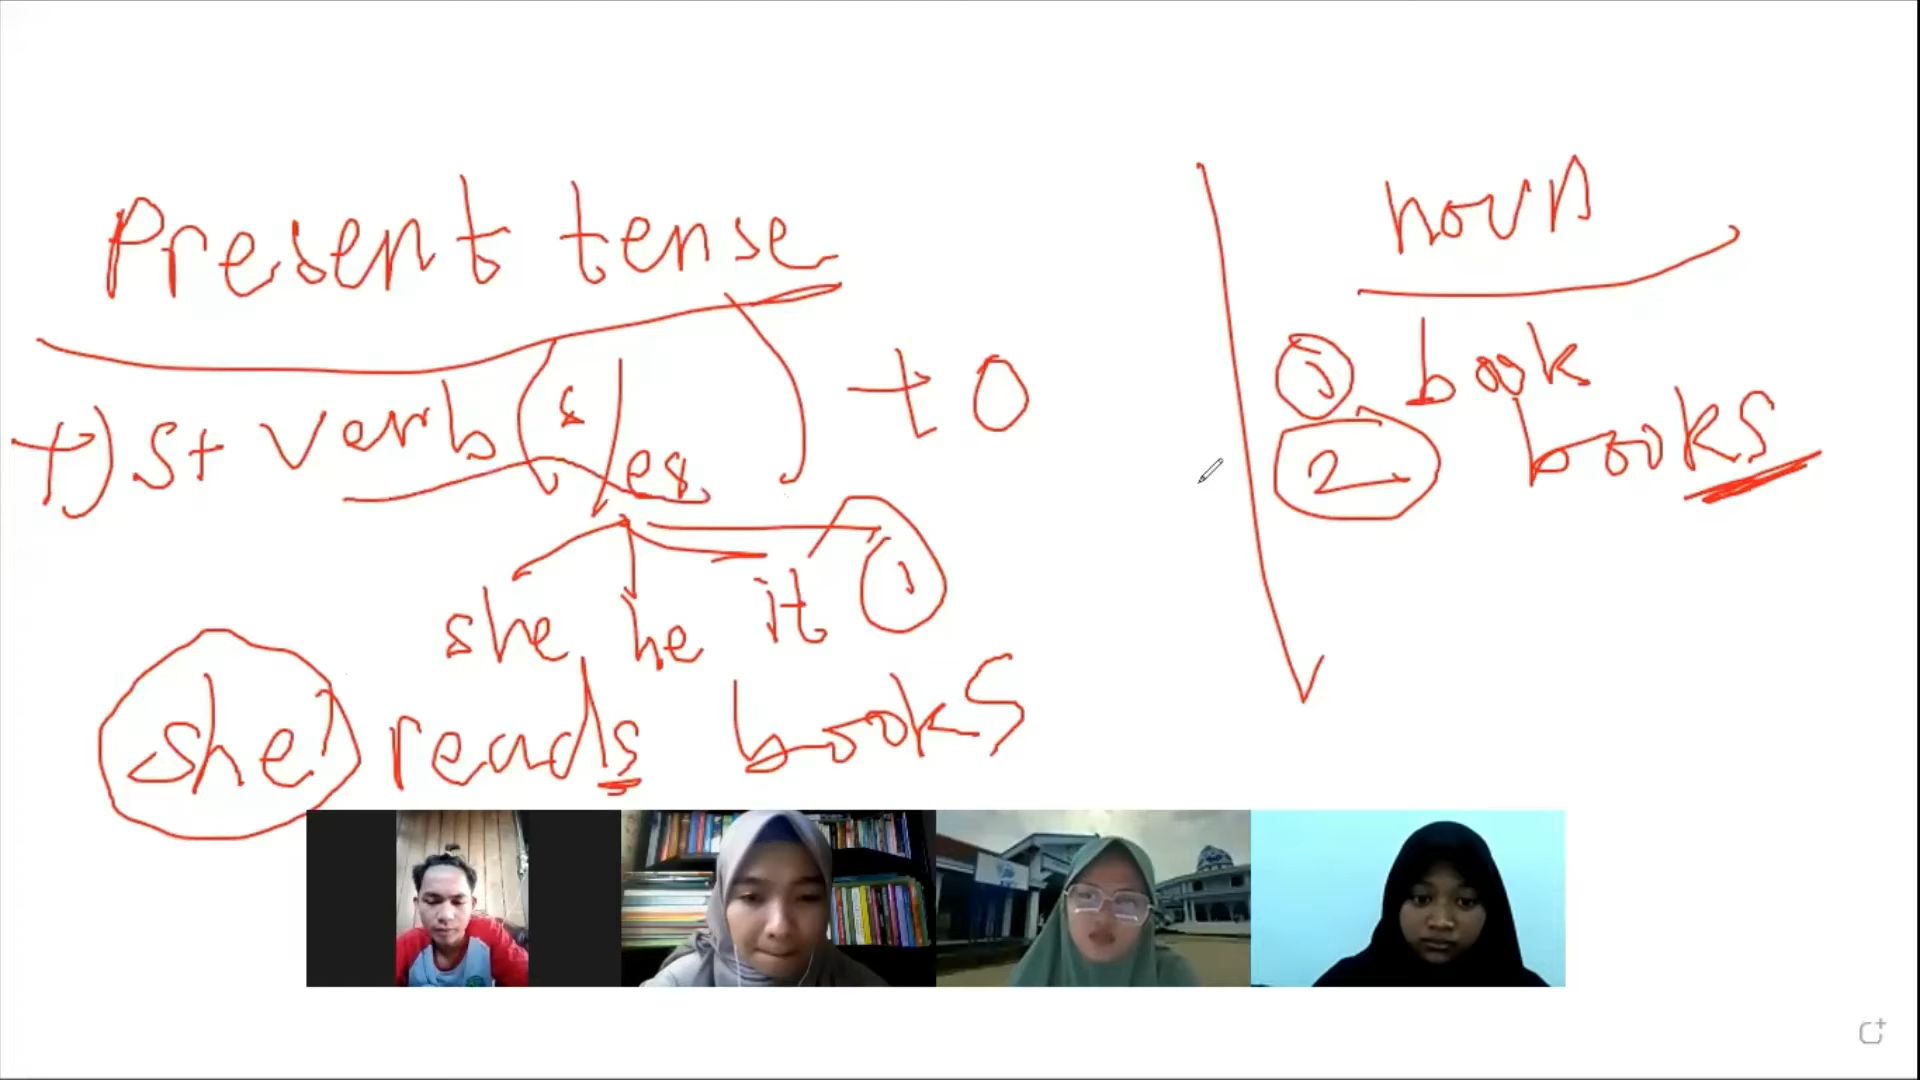 Present tense
+) S + verb (s/es) + O
she he it 1
she reads books
noun
1 book
2 books